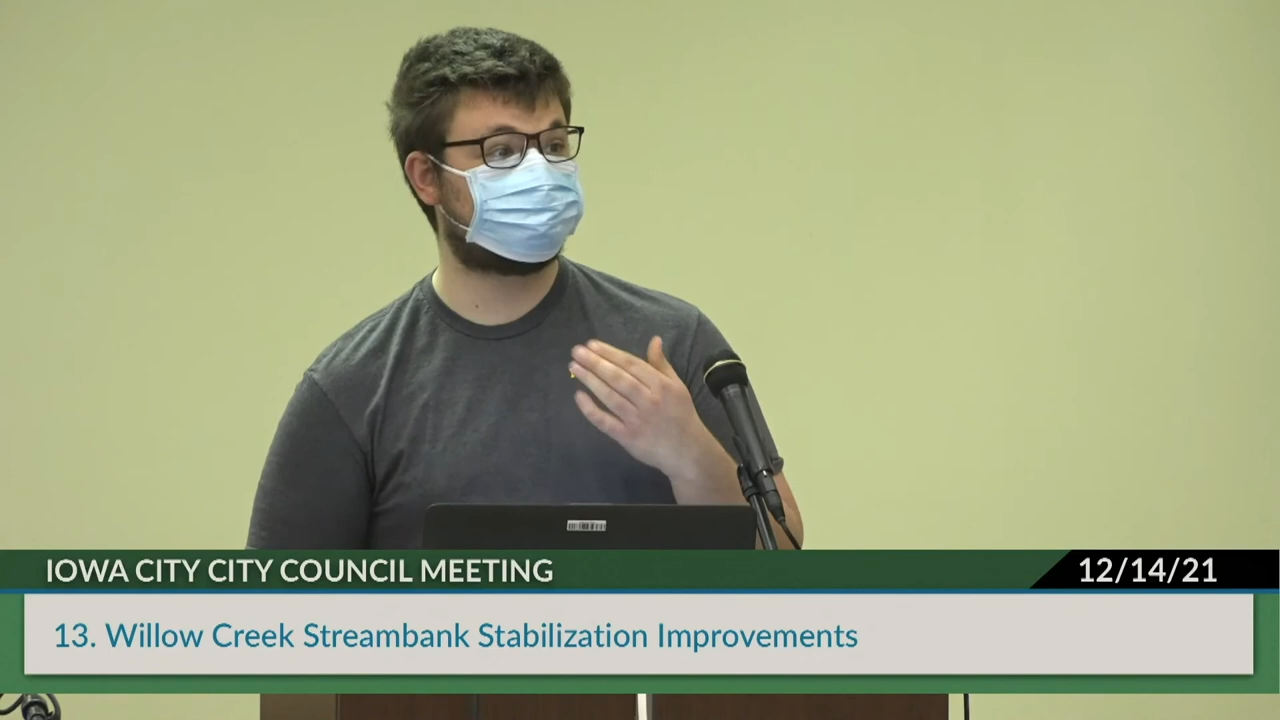 IOWA CITY CITY COUNCIL MEETING
12/14/21
13. Willow Creek Streambank Stabilization Improvements